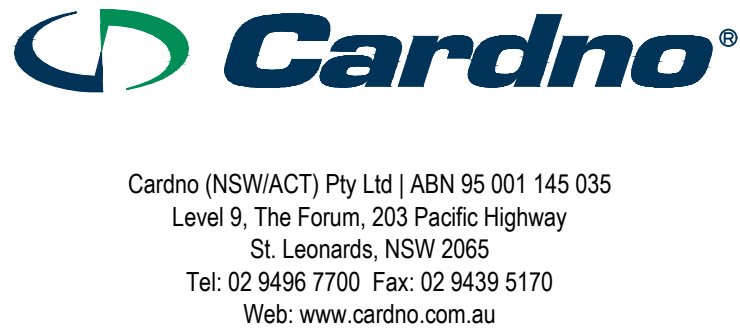 Cardno®
Cardno (NSW/ACT) Pty Ltd | ABN 95 001 145 035
Level 9, The Forum, 203 Pacific Highway
St. Leonards, NSW 2065
Tel: 02 9496 7700  Fax: 02 9439 5170
Web: www.cardno.com.au